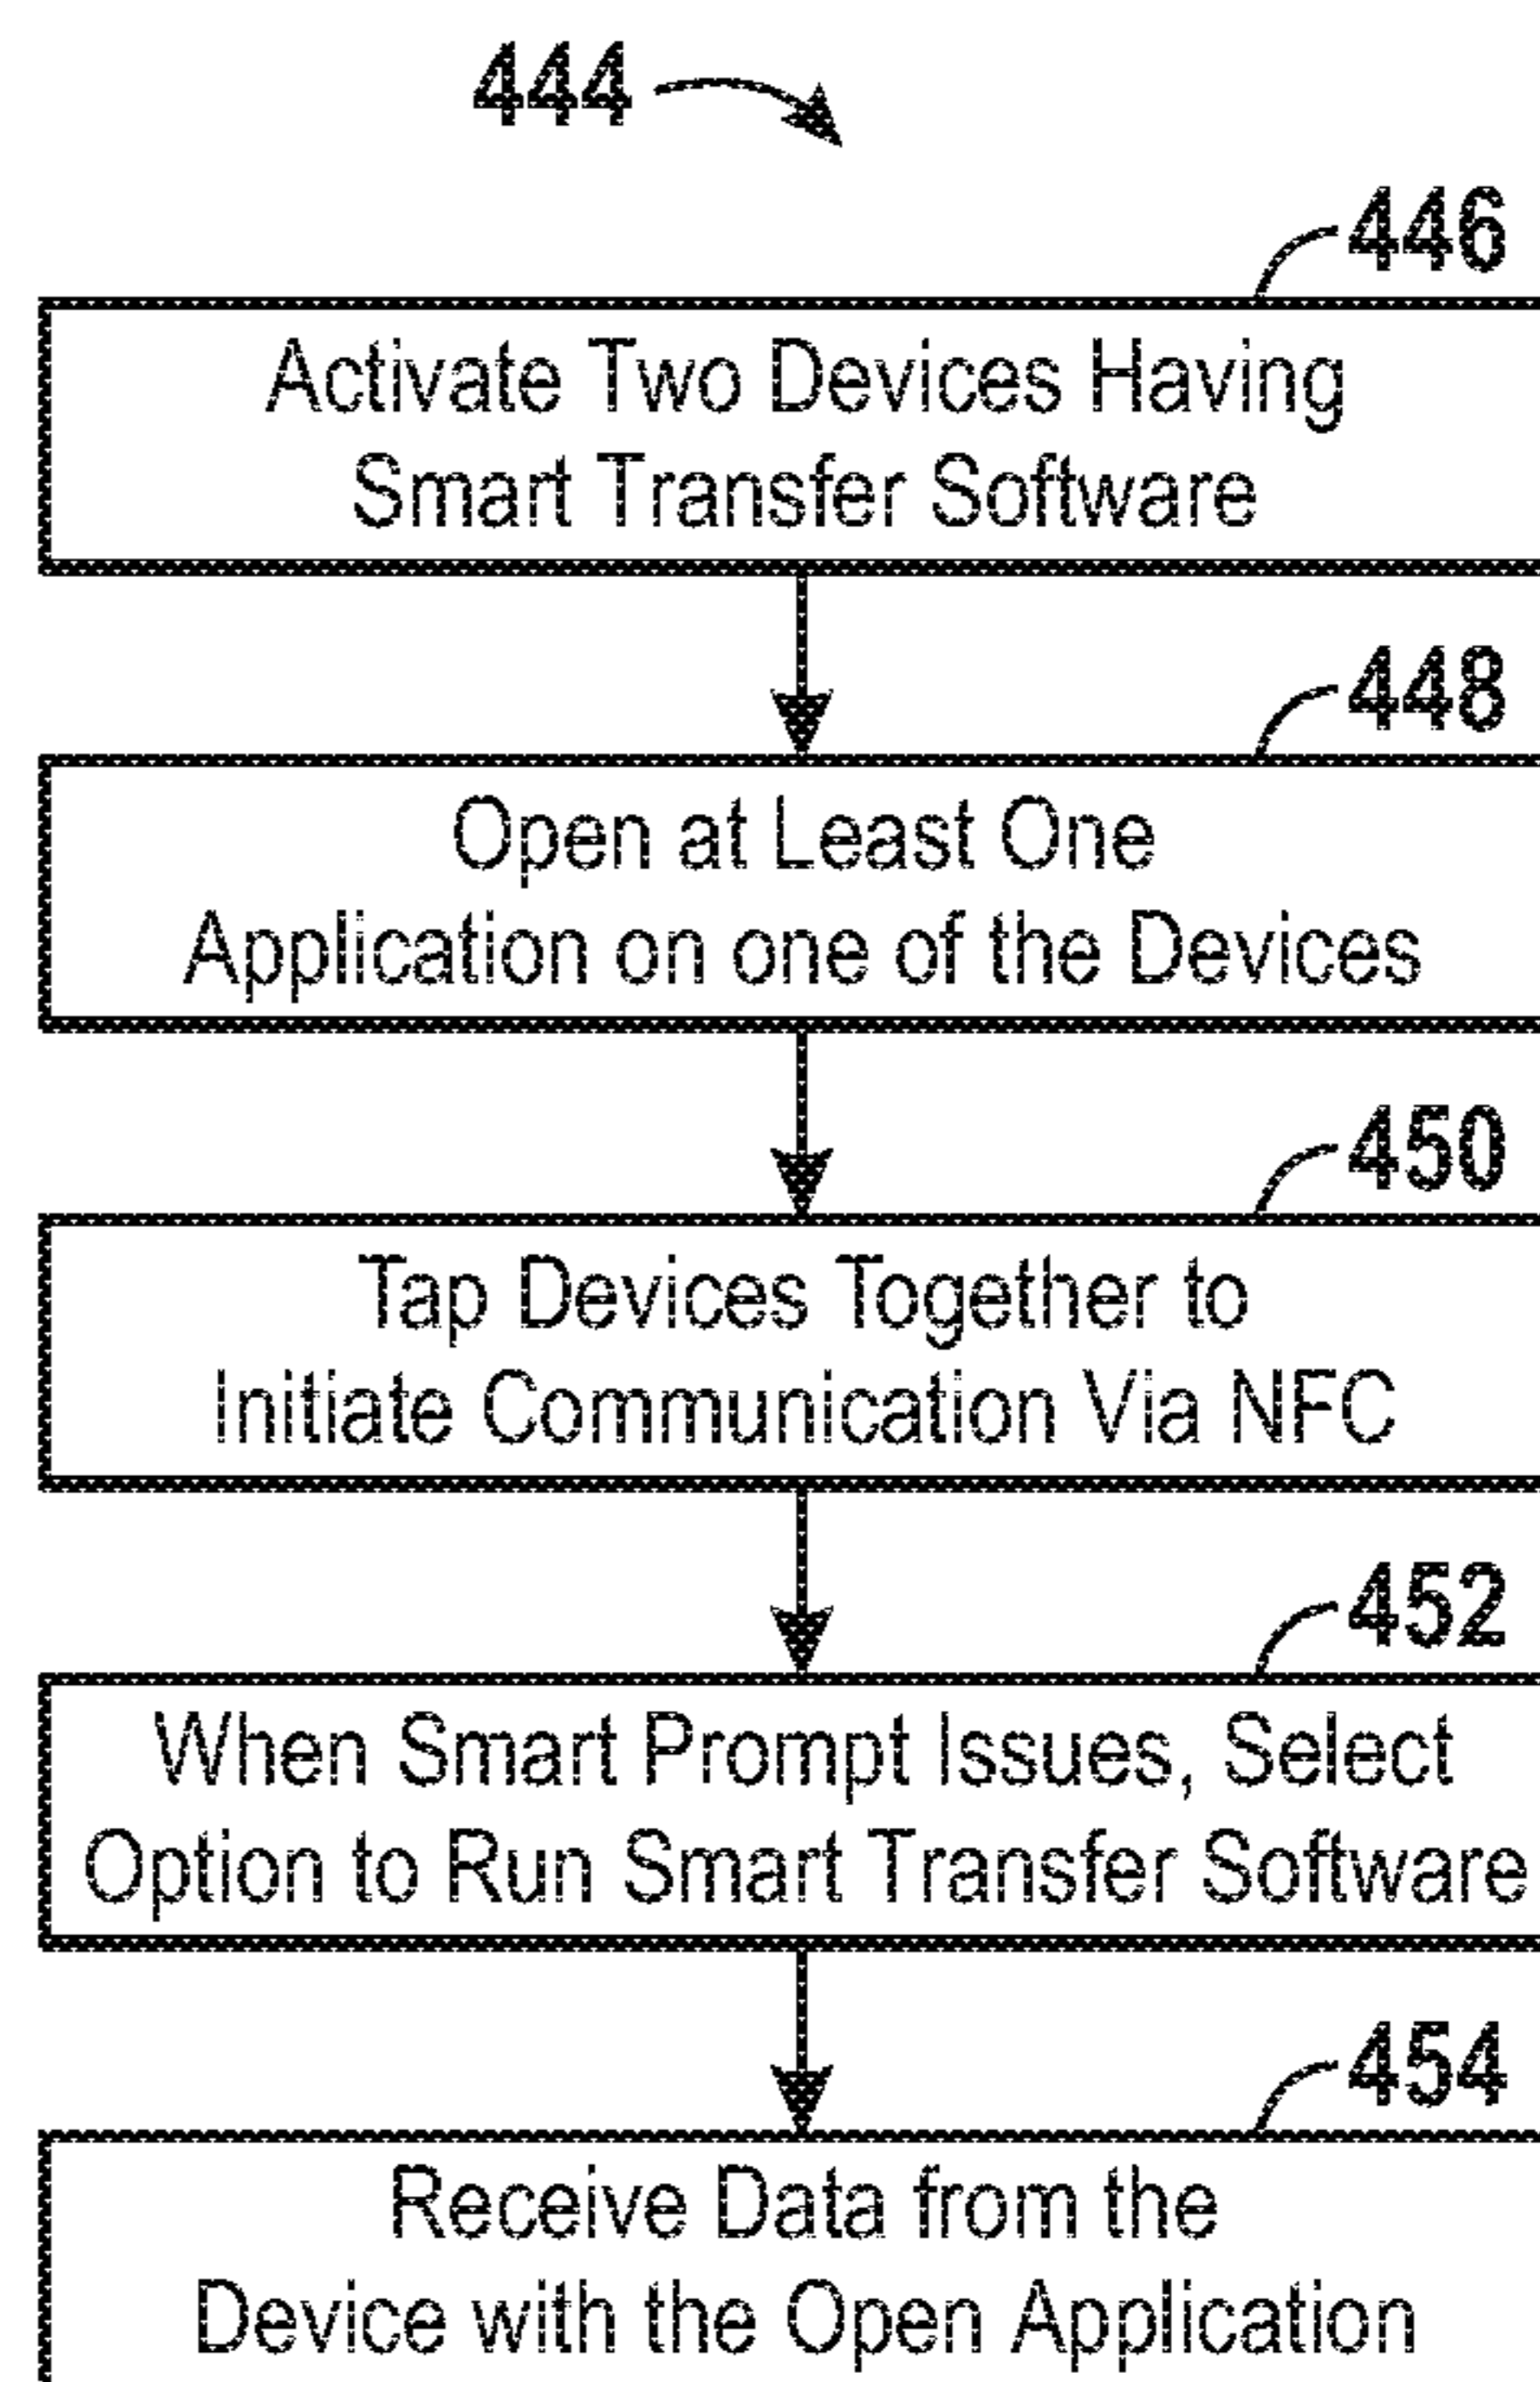 444
446
Activate Two Devices Having
Smart Transfer Software
448
Open at Least One
Application on one of the Devices
450
Tap Devices Together to
Initiate Communication Via NFC
452
When Smart Prompt Issues, Select
Option to Run Smart Transfer Software
454
Receive Data from the
Device with the Open Application